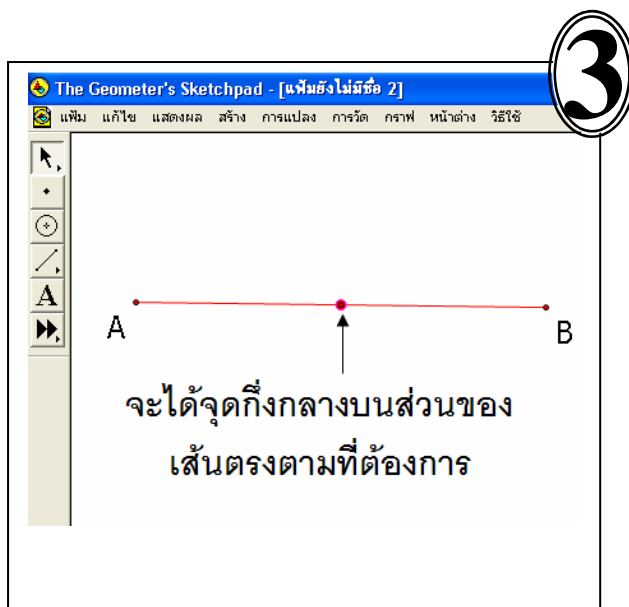 3
The Geometer's Sketchpad - [แฟ้มยังไม่มีชื่อ 2]
แฟ้ม แก้ไข แสดงผล สร้าง การแปลง การวัด กราฟ หน้าต่าง วิธีใช้
A
A B
จะได้จุดกึ่งกลางบนส่วนของ
เส้นตรงตามที่ต้องการ